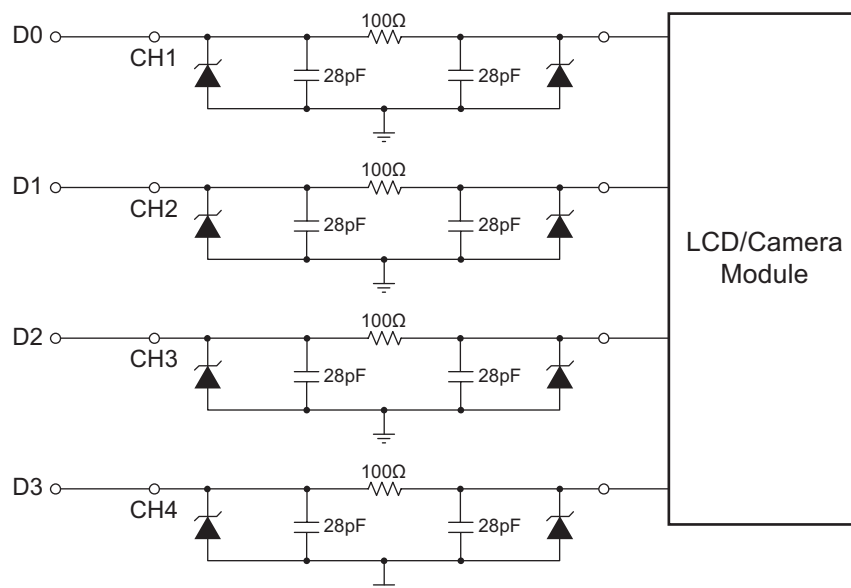 100Ω
D0
CH1
28pF
28pF
100Ω
D1
CH2
28pF
28pF
LCD/Camera
Module
100Ω
D2
CH3
28pF
28pF
100Ω
D3
CH4
28pF
28pF